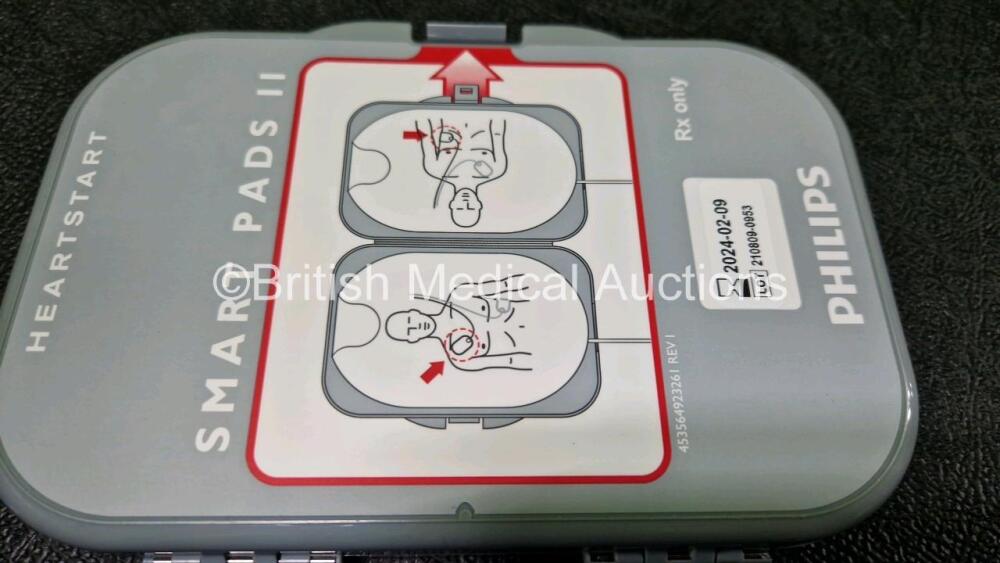 HEARTSTART
SMART PADS II
Rx only
2024-02-09
LOT 210809-0953
PHILIPS
453564923261 REV I
©British Medical Auctions